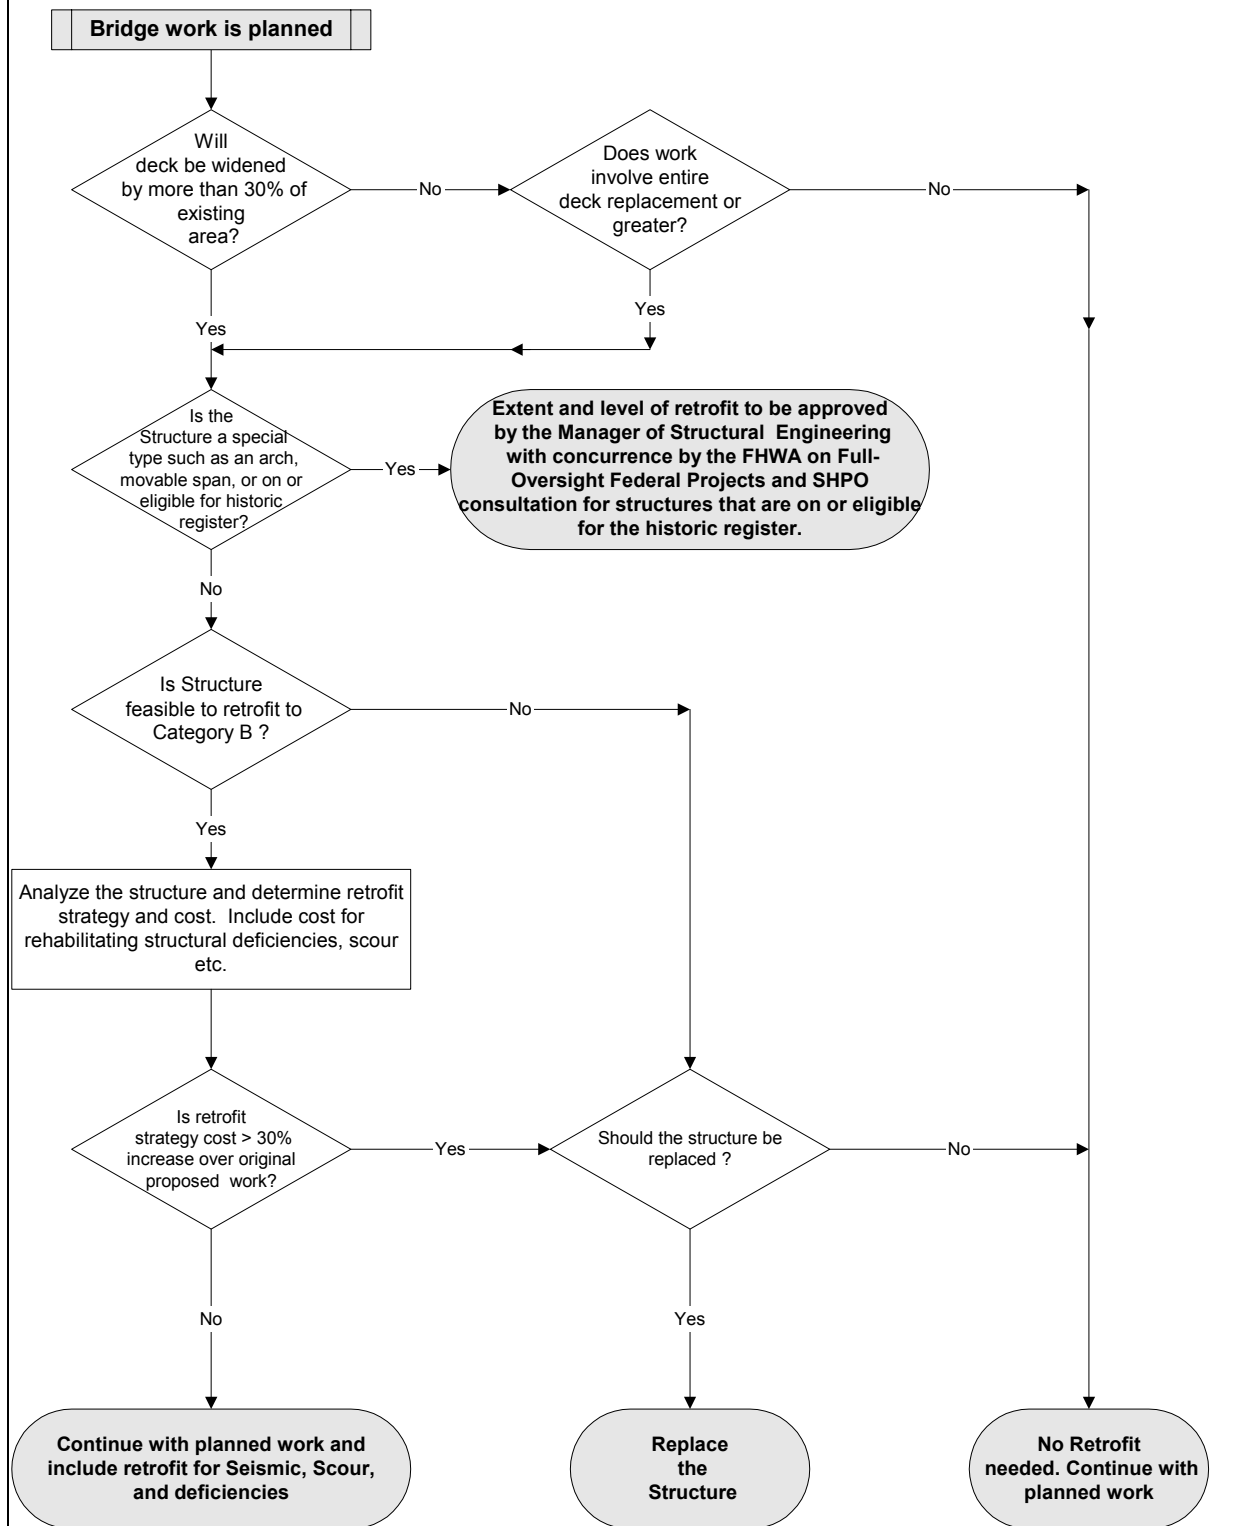 Bridge work is planned
Will
deck be widened
by more than 30% of
existing
area?
No
Does work
involve entire
deck replacement or
greater?
No
Yes
Yes
Is the
Structure a special
type such as an arch,
movable span, or on or
eligible for historic
register?
Yes
Extent and level of retrofit to be approved
by the Manager of Structural Engineering
with concurrence by the FHWA on Full-
Oversight Federal Projects and SHPO
consultation for structures that are on or eligible
for the historic register.
No
Is Structure
feasible to retrofit to
Category B ?
No
Yes
Analyze the structure and determine retrofit
strategy and cost. Include cost for
rehabilitating structural deficiencies, scour
etc.
Is retrofit
strategy cost > 30%
increase over original
proposed work?
Yes
Should the structure be
replaced ?
No
No
Yes
Continue with planned work and
include retrofit for Seismic, Scour,
and deficiencies
Replace
the
Structure
No Retrofit
needed. Continue with
planned work